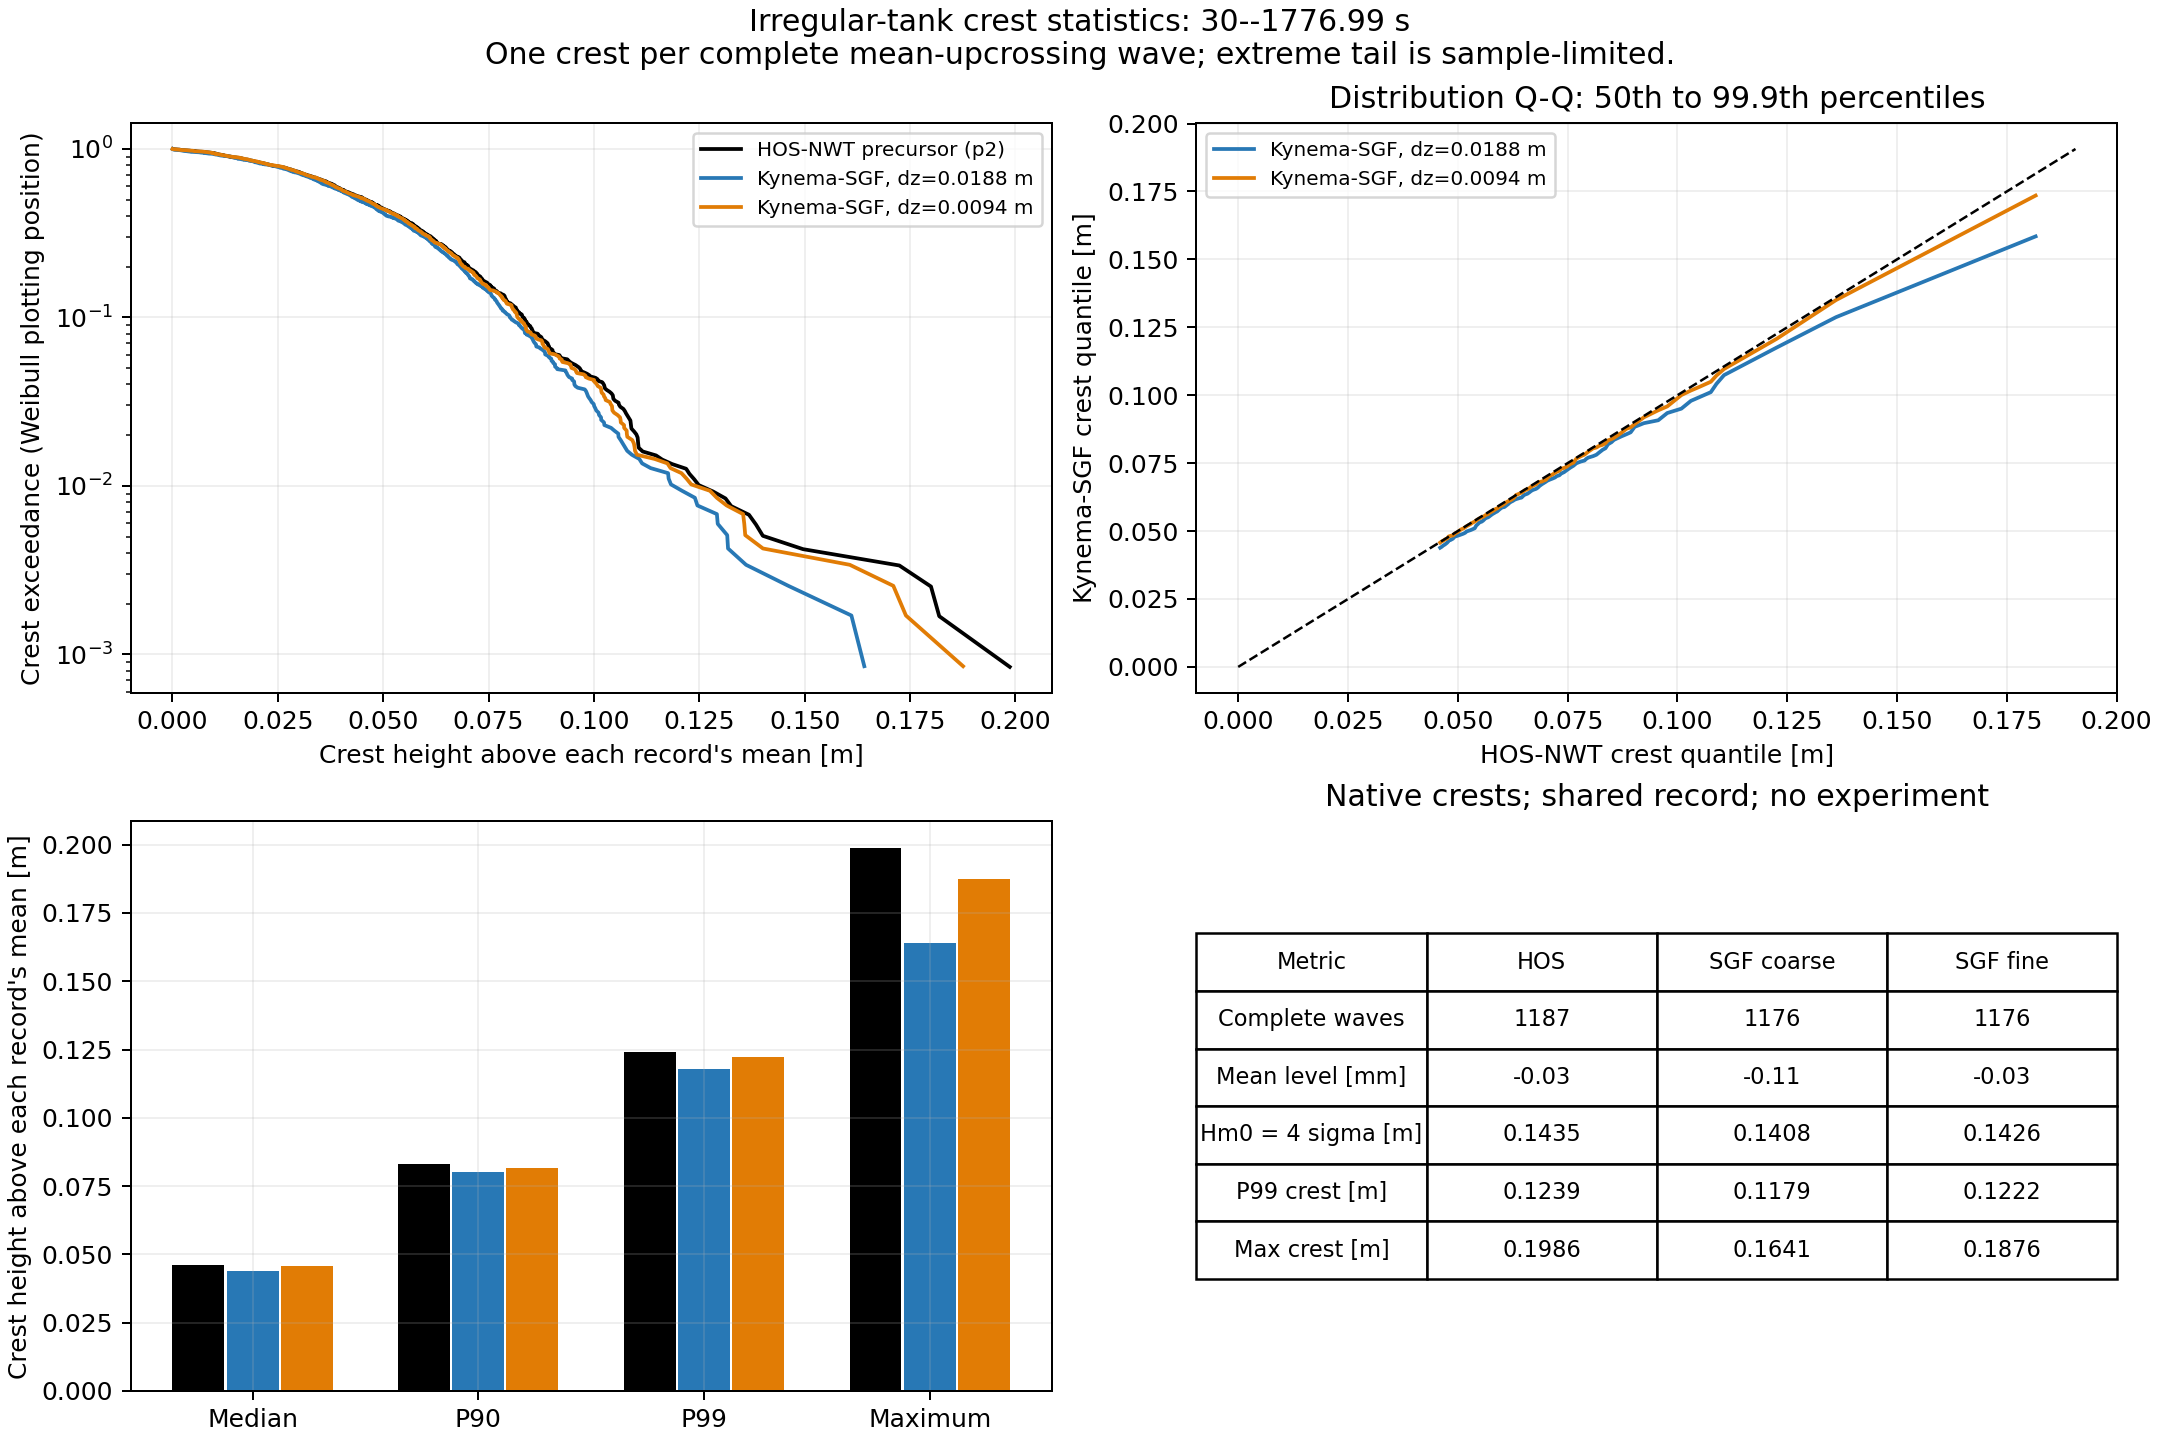 Irregular-tank crest statistics: 30--1776.99 s
One crest per complete mean-upcrossing wave; extreme tail is sample-limited.
Crest exceedance (Weibull plotting position)
10^0
10^-1
10^-2
10^-3
HOS-NWT precursor (p2)
Kynema-SGF, dz=0.0188 m
Kynema-SGF, dz=0.0094 m
0.000 0.025 0.050 0.075 0.100 0.125 0.150 0.175 0.200
Crest height above each record's mean [m]
Distribution Q-Q: 50th to 99.9th percentiles
Kynema-SGF crest quantile [m]
0.200
0.175
0.150
0.125
0.100
0.075
0.050
0.025
0.000
Kynema-SGF, dz=0.0188 m
Kynema-SGF, dz=0.0094 m
0.000 0.025 0.050 0.075 0.100 0.125 0.150 0.175 0.200
HOS-NWT crest quantile [m]
Crest height above each record's mean [m]
0.200
0.175
0.150
0.125
0.100
0.075
0.050
0.025
0.000
Median P90 P99 Maximum
Native crests; shared record; no experiment
Metric HOS SGF coarse SGF fine
Complete waves 1187 1176 1176
Mean level [mm] -0.03 -0.11 -0.03
Hm0 = 4 sigma [m] 0.1435 0.1408 0.1426
P99 crest [m] 0.1239 0.1179 0.1222
Max crest [m] 0.1986 0.1641 0.1876